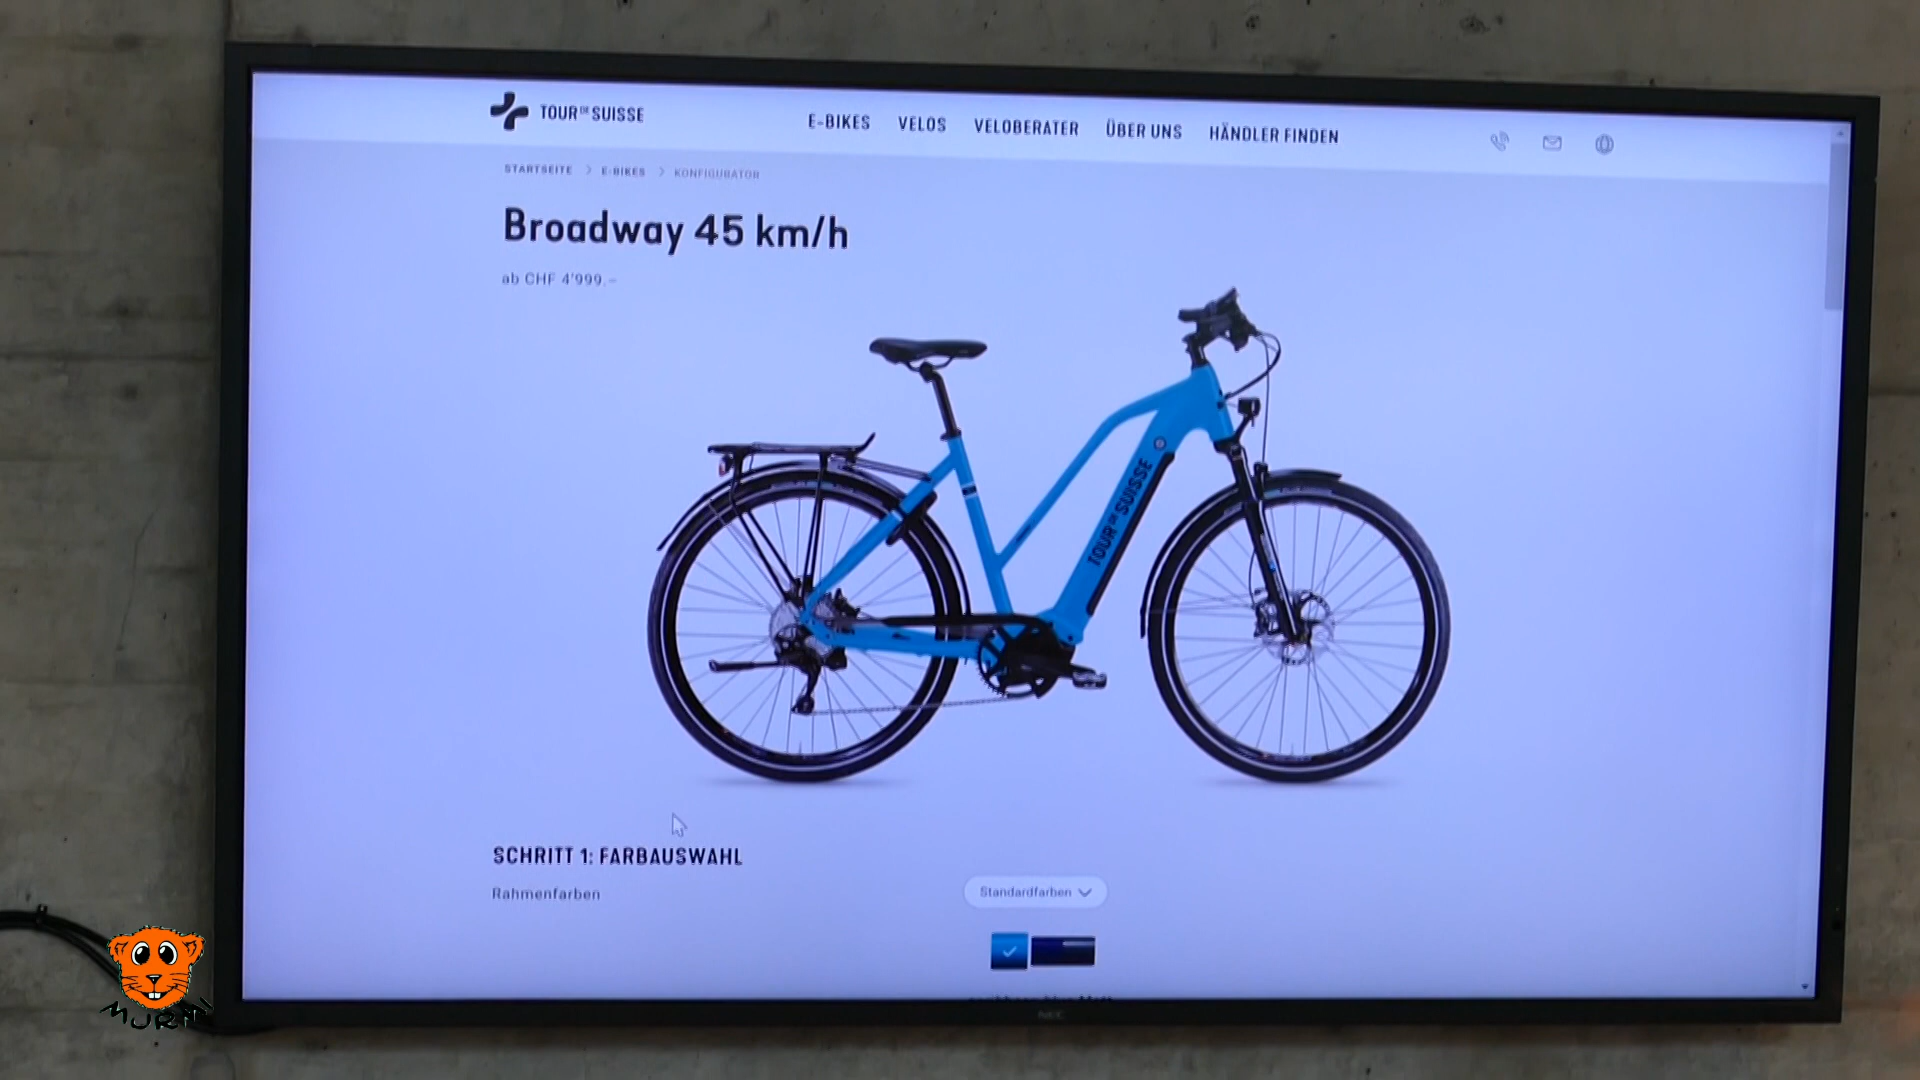 TOUR DE SUISSE
E-BIKES VELOS VELOBERATER ÜBER UNS HÄNDLER FINDEN
STARTSEITE > E-BIKES > KONFIGURATOR
Broadway 45 km/h
ab CHF 4'999.–
TOUR DE SUISSE
SCHRITT 1: FARBAUSWAHL
Rahmenfarben
Standardfarben
NEC